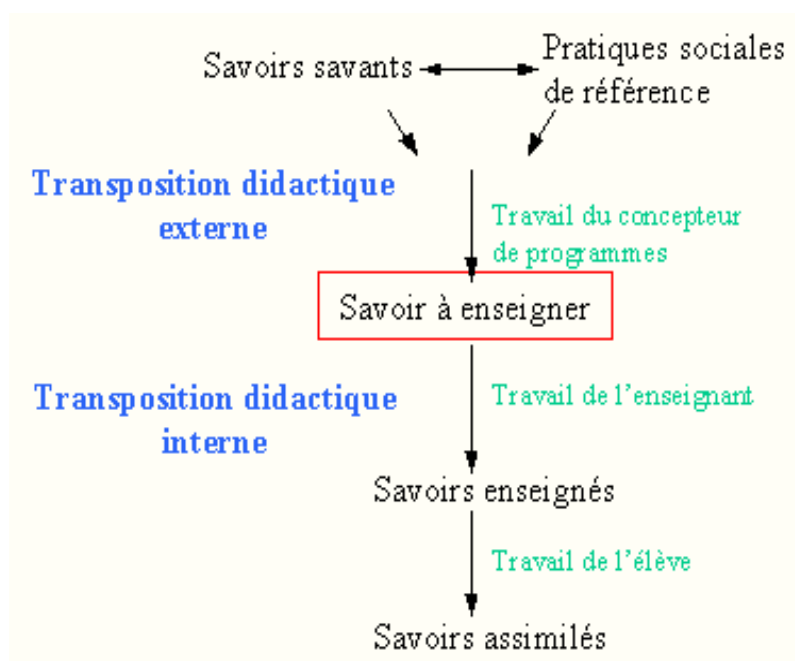 Savoirs savants
Pratiques sociales
de référence
Transposition didactique
externe
Travail du concepteur
de programmes
Savoir à enseigner
Transposition didactique
interne
Travail de l'enseignant
Savoirs enseignés
Travail de l'élève
Savoirs assimilés